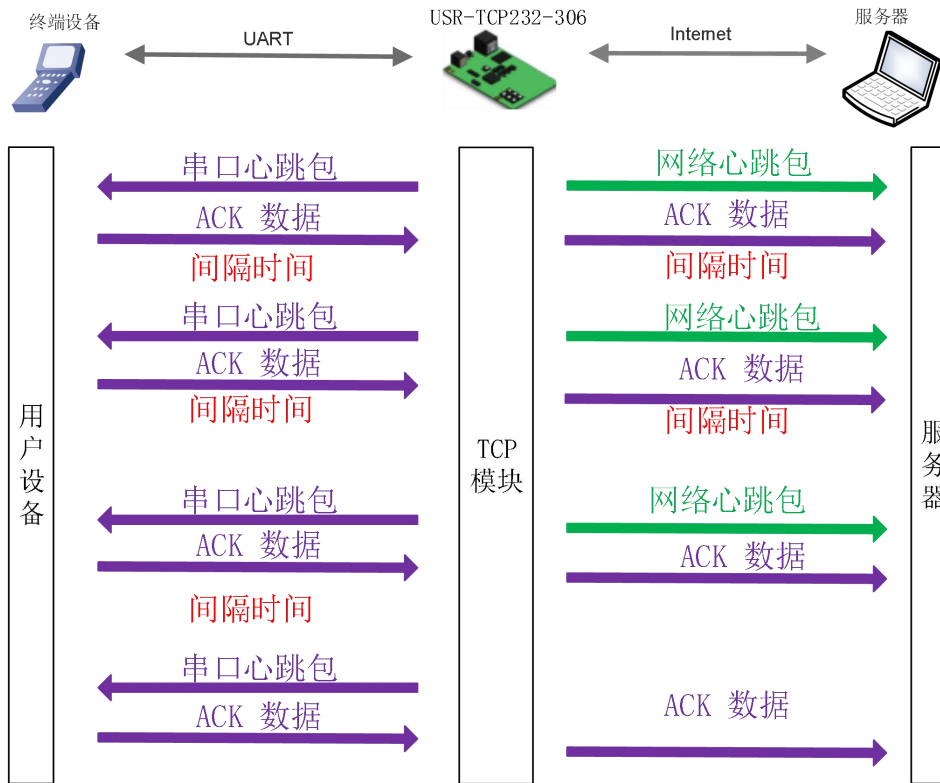 终端设备
UART
USR-TCP232-306
Internet
服务器
串口心跳包
网络心跳包
ACK 数据
ACK 数据
间隔时间
间隔时间
串口心跳包
网络心跳包
ACK 数据
ACK 数据
间隔时间
间隔时间
用户设备
TCP
模块
服务器
串口心跳包
网络心跳包
ACK 数据
ACK 数据
间隔时间
串口心跳包
ACK 数据
ACK 数据